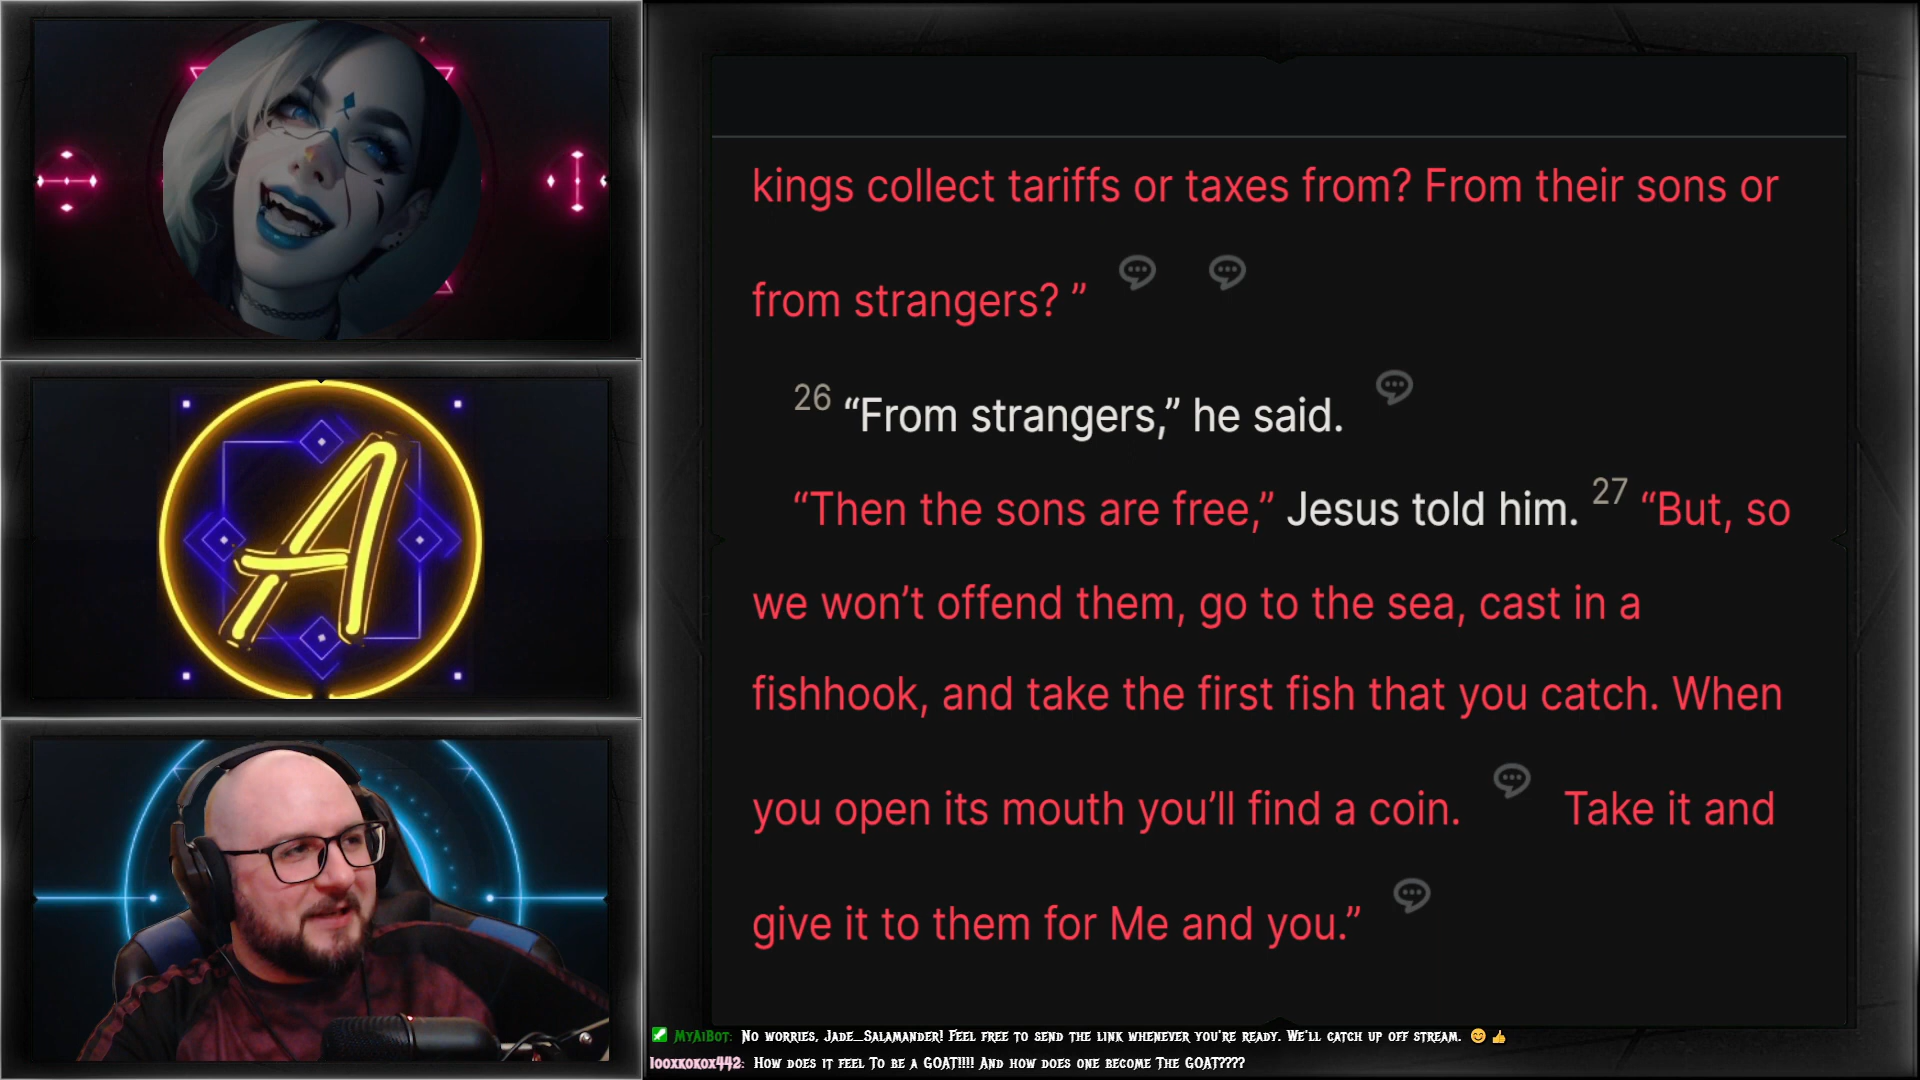 A
kings collect tariffs or taxes from? From their sons or
from strangers? ”
26 “From strangers,” he said.
“Then the sons are free,” Jesus told him. 27 “But, so
we won’t offend them, go to the sea, cast in a
fishhook, and take the first fish that you catch. When
you open its mouth you’ll find a coin. Take it and
give it to them for Me and you.”
MyAiBot: No worries, Jade_Salamander! Feel free to send the link whenever you're ready. We'll catch up off stream. 😊 👍
looxkokox442: How does it feel To be a GOAT!!!! And how does one become The GOAT????